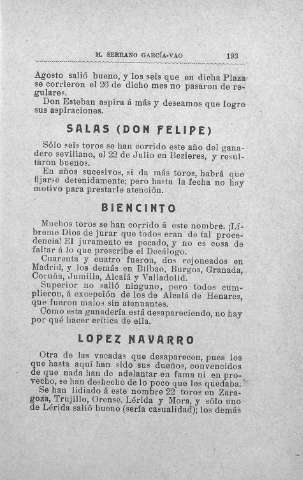 M. SERRANO GARCÍA-VAO 193
Agosto salió bueno, y los seis que en dicha Plaza
se corrieron el 26 de dicho mes no pasaron de re-
gulares.
Don Esteban aspira á más y deseamos que logre
sus aspiraciones.
SALAS (DON FELIPE)
Sólo seis toros se han corrido este año del gana-
dero sevillano, el 22 de Julio en Bezieres, y resul-
taron buenos.
En años sucesivos, si da más toros, habrá que
fijarse detenidamente; pero hasta la fecha no hay
motivo para prestarle atención.
BIENCINTO
Muchos toros se han corrido á este nombre. ¡Lí-
breme Dios de jurar que todos eran de tal proce-
dencia! El juramento es pecado, y no es cosa de
faltar á lo que proscribe el Decálogo.
Cuarenta y cuatro fueron, dos rejoneados en
Madrid, y los demás en Bilbao, Burgos, Granada,
Coruña, Jumilla, Alcalá y Valladolid.
Superior no salió ninguno, pero todos cum-
plieron, á excepción de los de Alcalá de Henares,
que fueron malos sin atenuantes.
Como esta ganadería está desapareciendo, no hay
por qué hacer crítica de ella.
LOPEZ NAVARRO
Otra de las vacadas que desaparecen, pues los
que hasta aquí han sido sus dueños, convencidos
de que nada han de adelantar en fama ni en pro-
vecho, se han deshecho de lo poco que los quedaba.
Se han lidiado á este nombre 22 toros en Zara-
goza, Trujillo, Orense, Lérida y Mora, y sólo uno
de Lérida salió bueno (sería casualidad); los demás